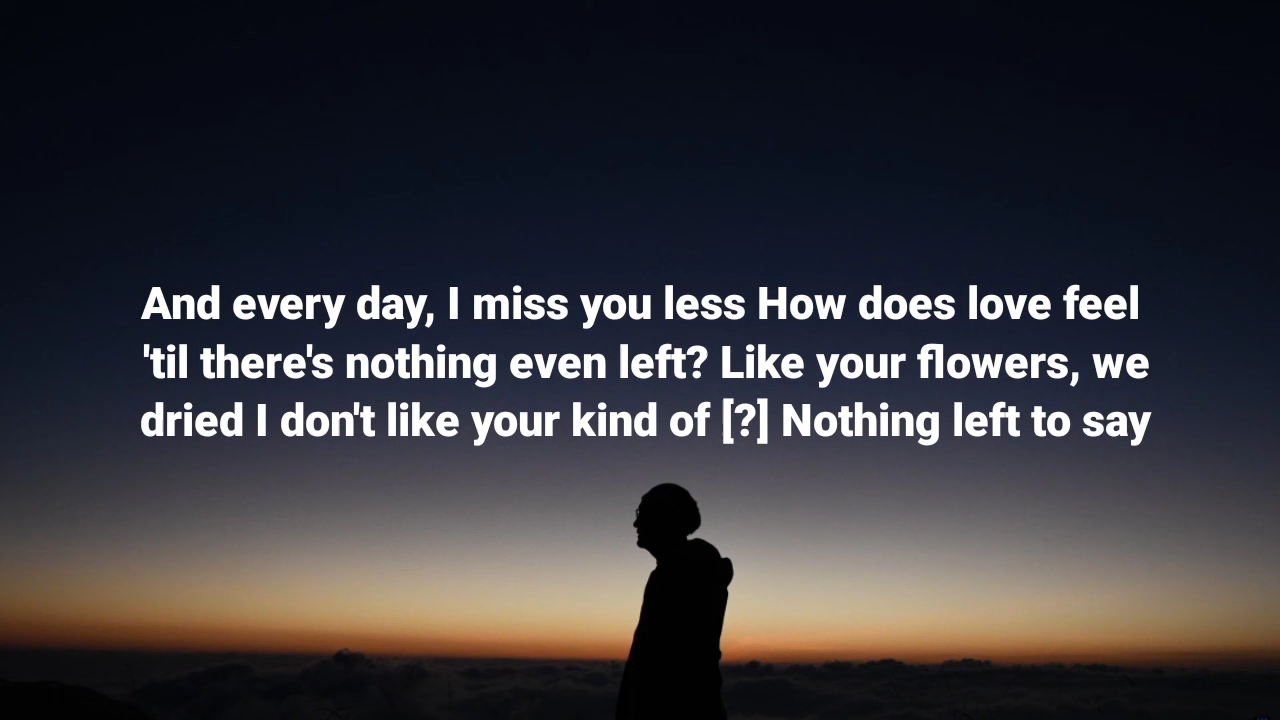 And every day, I miss you less How does love feel
'til there's nothing even left? Like your flowers, we
dried I don't like your kind of [?] Nothing left to say